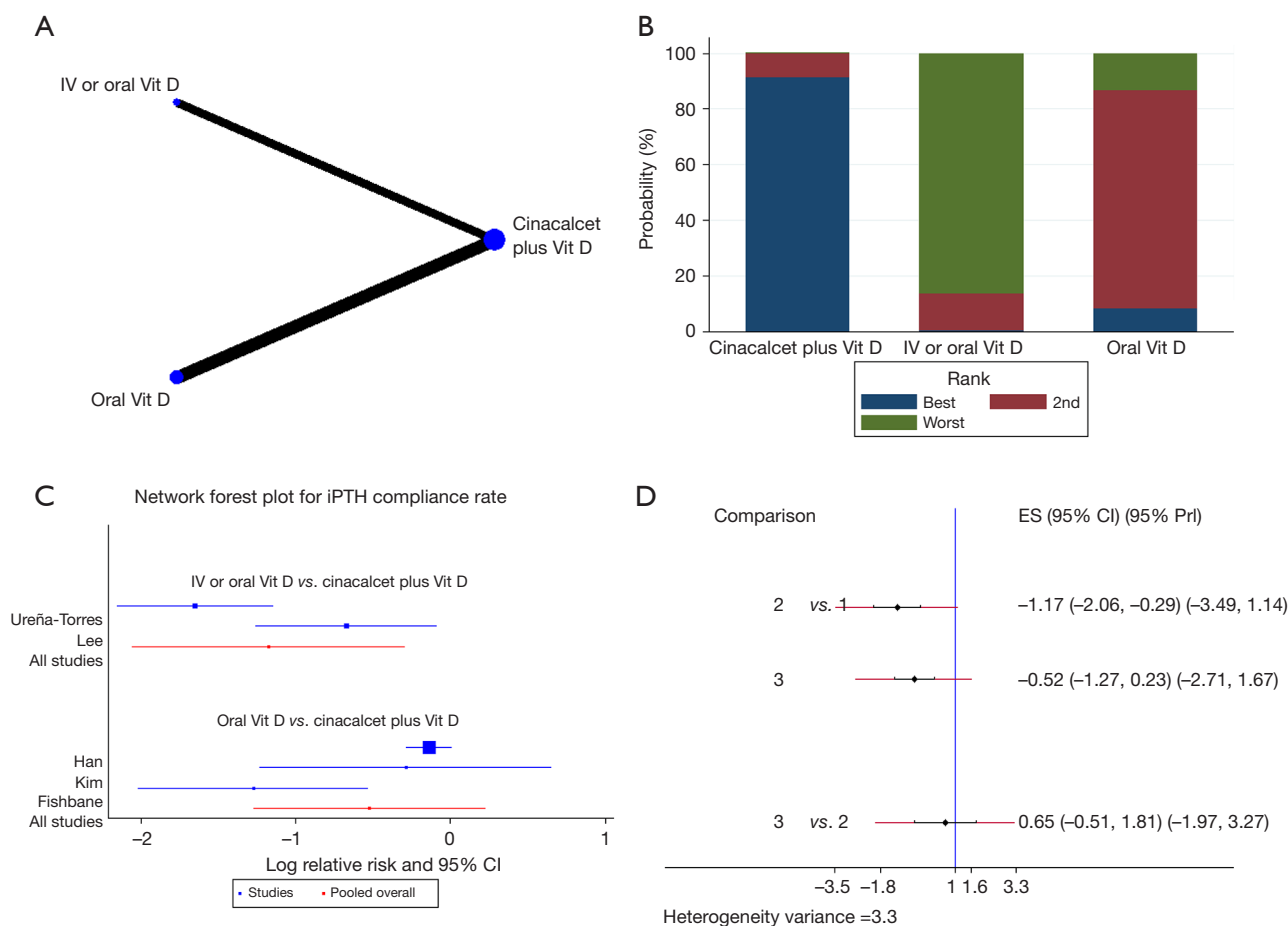 A
IV or oral Vit D
Cinacalcet
plus Vit D
Oral Vit D
B
Probability (%)
100
80
60
40
20
0
Cinacalcet plus Vit D IV or oral Vit D Oral Vit D
Rank
Best 2nd
Worst
C
Network forest plot for iPTH compliance rate
IV or oral Vit D vs. cinacalcet plus Vit D
Ureña-Torres
Lee
All studies
Oral Vit D vs. cinacalcet plus Vit D
Han
Kim
Fishbane
All studies
–2 –1 0 1
Log relative risk and 95% CI
Studies Pooled overall
D
Comparison ES (95% CI) (95% PrI)
2 vs. 1 –1.17 (–2.06, –0.29) (–3.49, 1.14)
3 –0.52 (–1.27, 0.23) (–2.71, 1.67)
3 vs. 2 0.65 (–0.51, 1.81) (–1.97, 3.27)
–3.5 –1.8 1 1.6 3.3
Heterogeneity variance =3.3